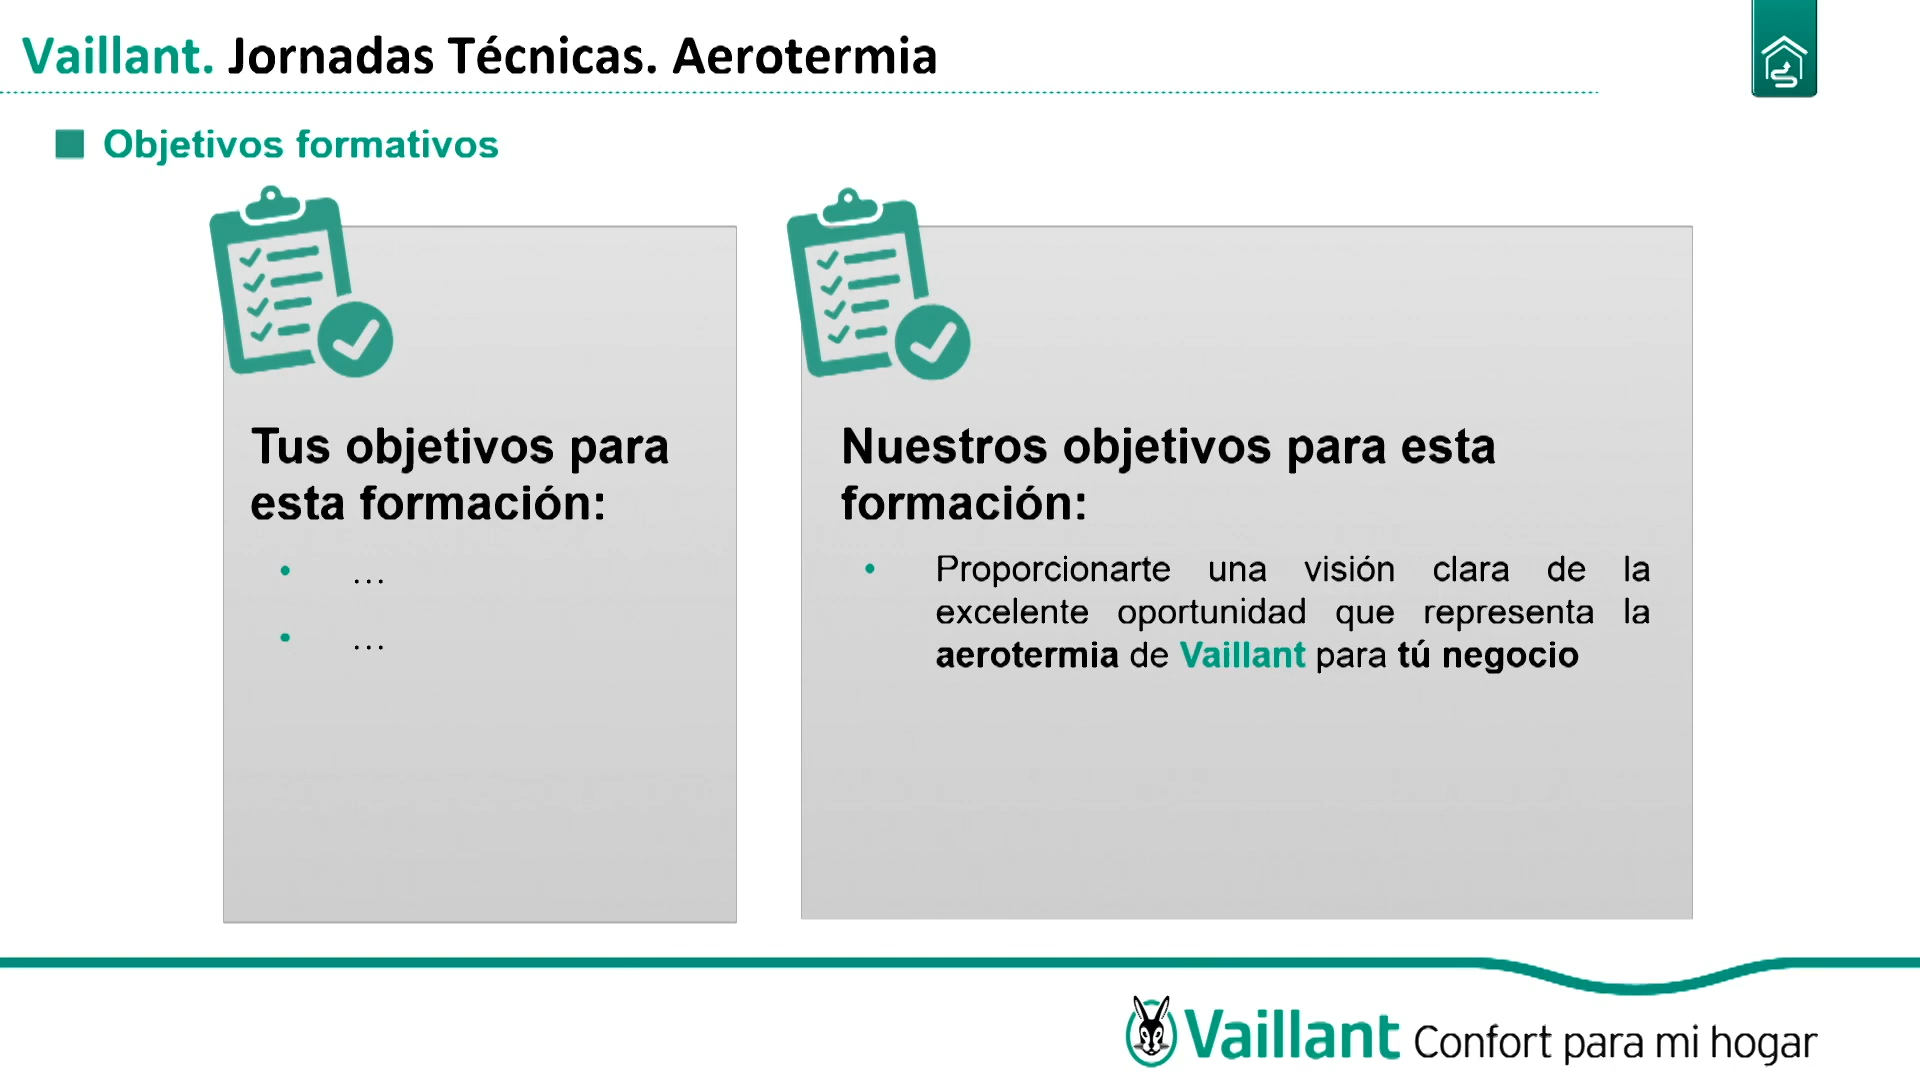 Vaillant. Jornadas Técnicas. Aerotermia
Objetivos formativos
Tus objetivos para
esta formación:
• …
• …
Nuestros objetivos para esta
formación:
• Proporcionarte una visión clara de la
excelente oportunidad que representa la
aerotermia de Vaillant para tú negocio
Vaillant Confort para mi hogar